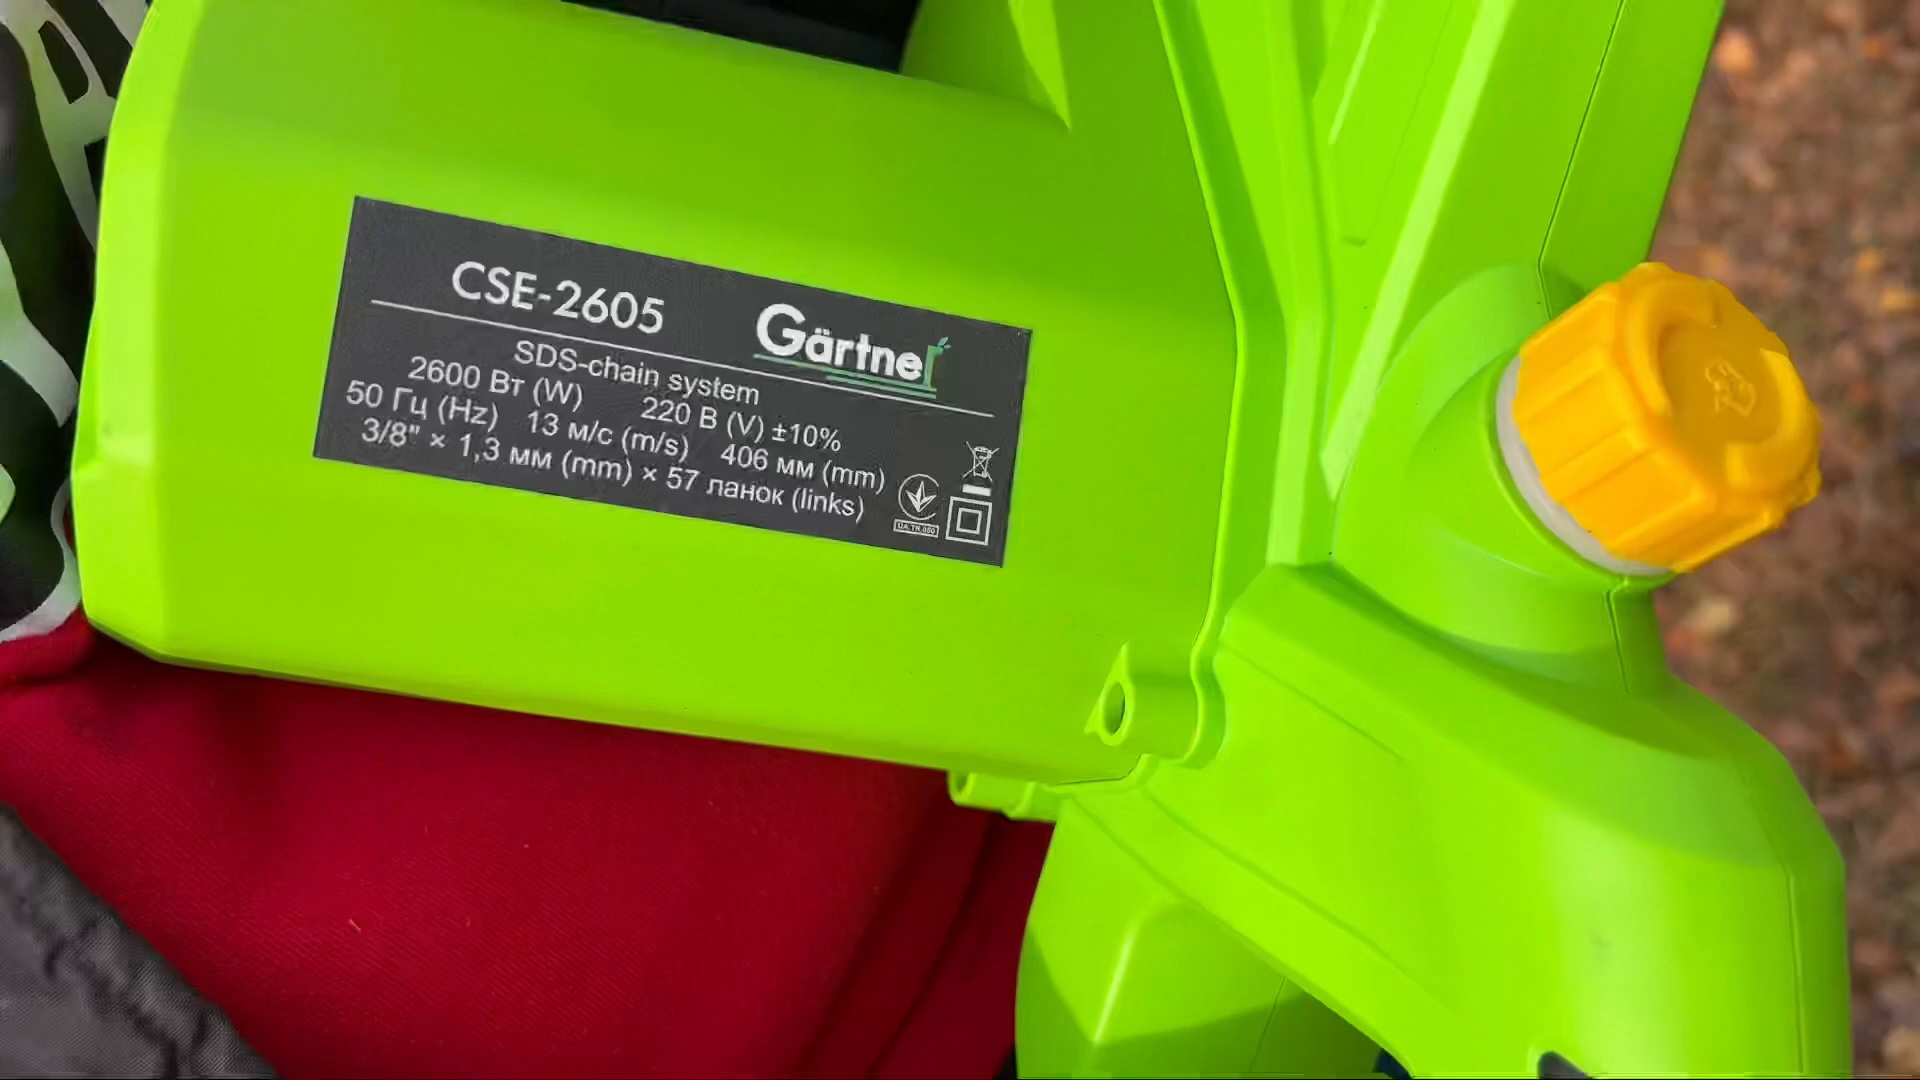 CSE-2605
Gärtner
SDS-chain system
2600 Вт (W) 220 В (V) ±10%
50 Гц (Hz) 13 м/с (m/s) 406 мм (mm)
3/8" × 1,3 мм (mm) × 57 ланок (links)